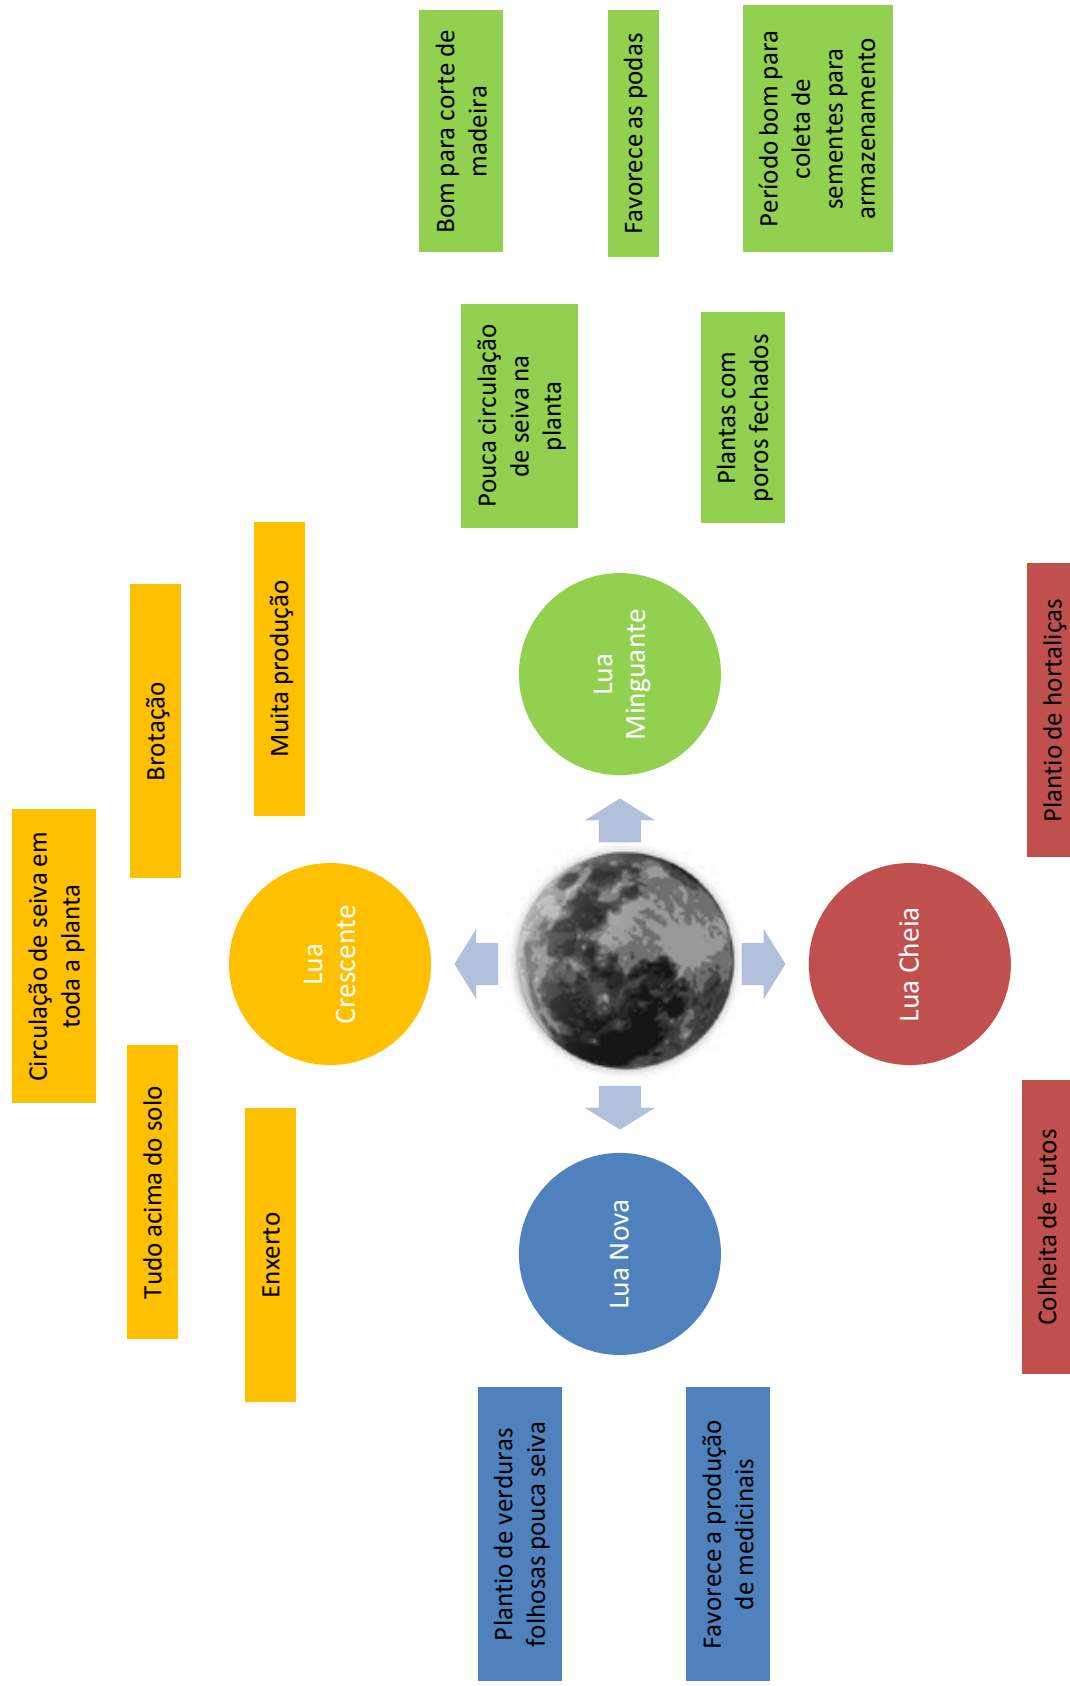 Circulação de seiva em
toda a planta
Tudo acima do solo
Brotação
Enxerto
Muita produção
Lua
Crescente
Plantio de verduras
folhosas pouca seiva
Favorece a produção
de medicinais
Lua Nova
Lua
Minguante
Pouca circulação
de seiva na
planta
Plantas com
poros fechados
Bom para corte de
madeira
Favorece as podas
Período bom para
coleta de
sementes para
armazenamento
Lua Cheia
Colheita de frutos
Plantio de hortaliças